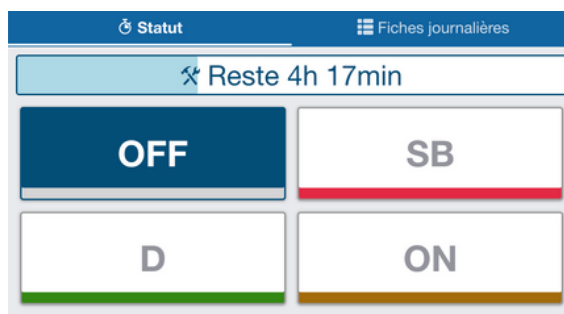 Statut
Fiches journalières
Reste 4h 17min
OFF
SB
D
ON